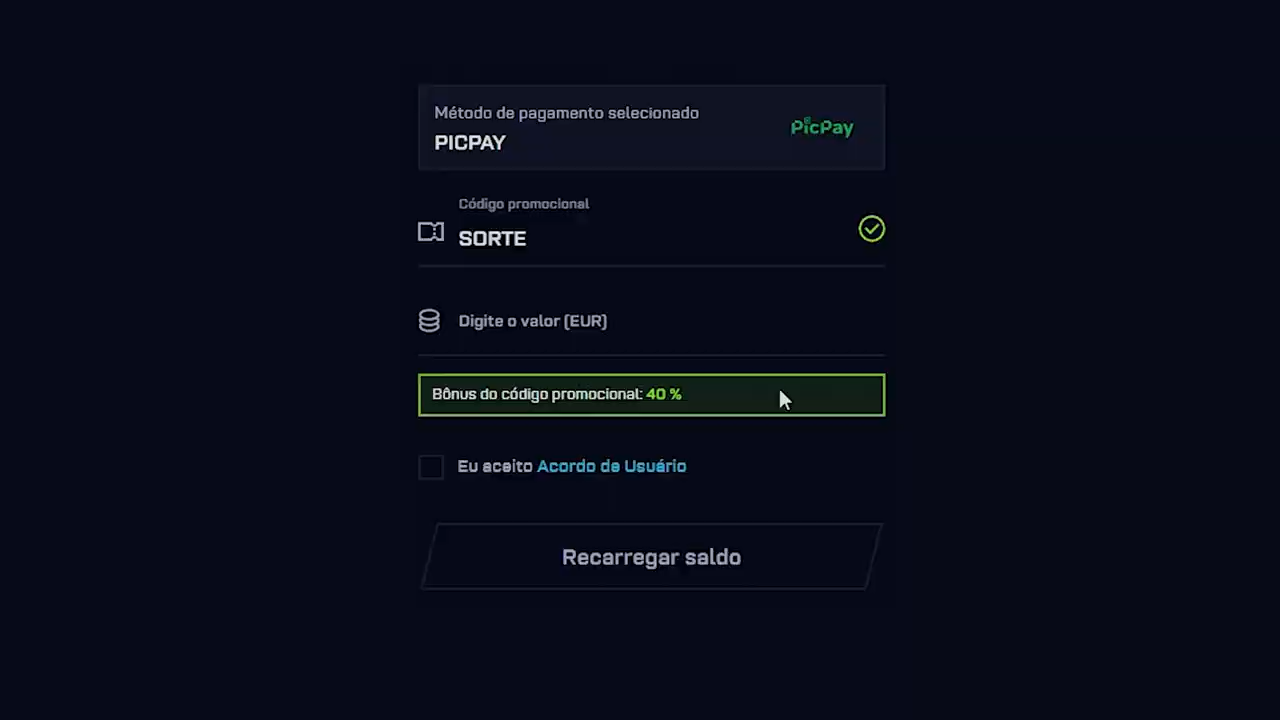 Método de pagamento selecionado
PICPAY
PicPay
Código promocional
SORTE
Digite o valor (EUR)
Bônus do código promocional: 40 %
Eu aceito Acordo de Usuário
Recarregar saldo